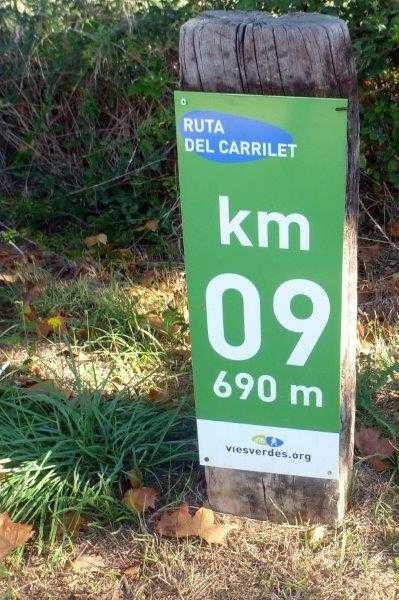 RUTA
DEL CARRILET
km
09
690 m
viesverdes.org